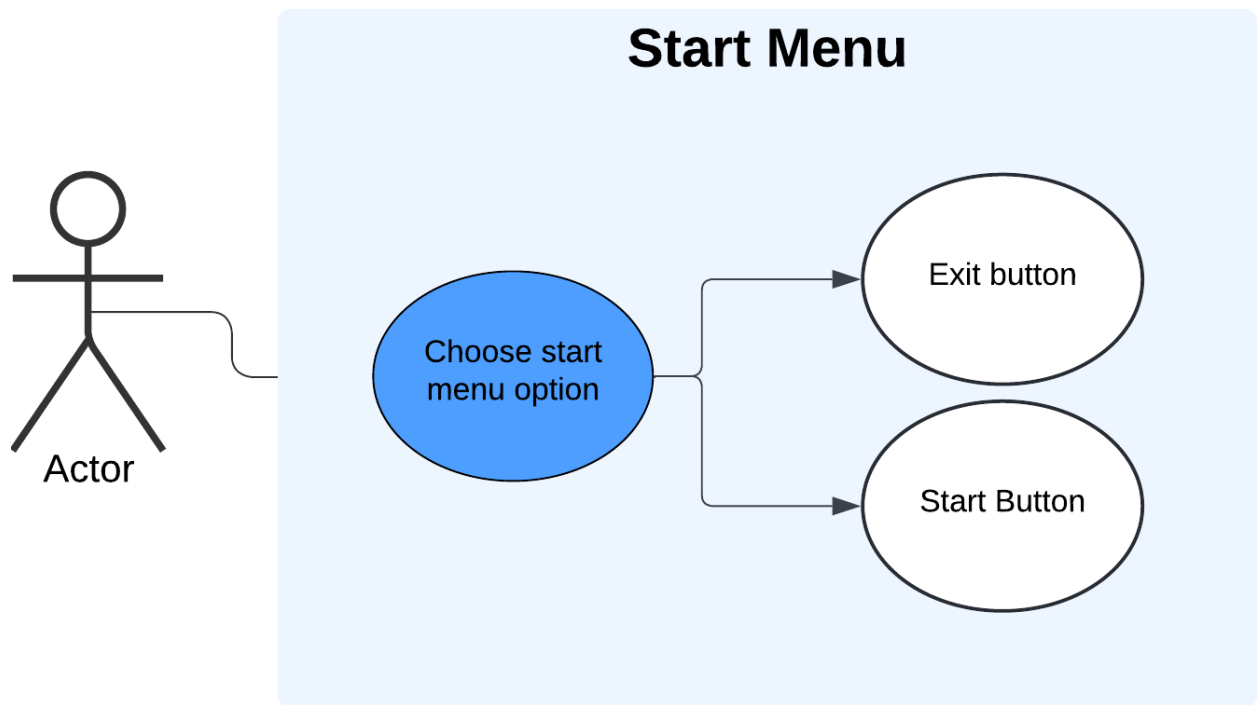 Start Menu
Actor
Choose start
menu option
Exit button
Start Button